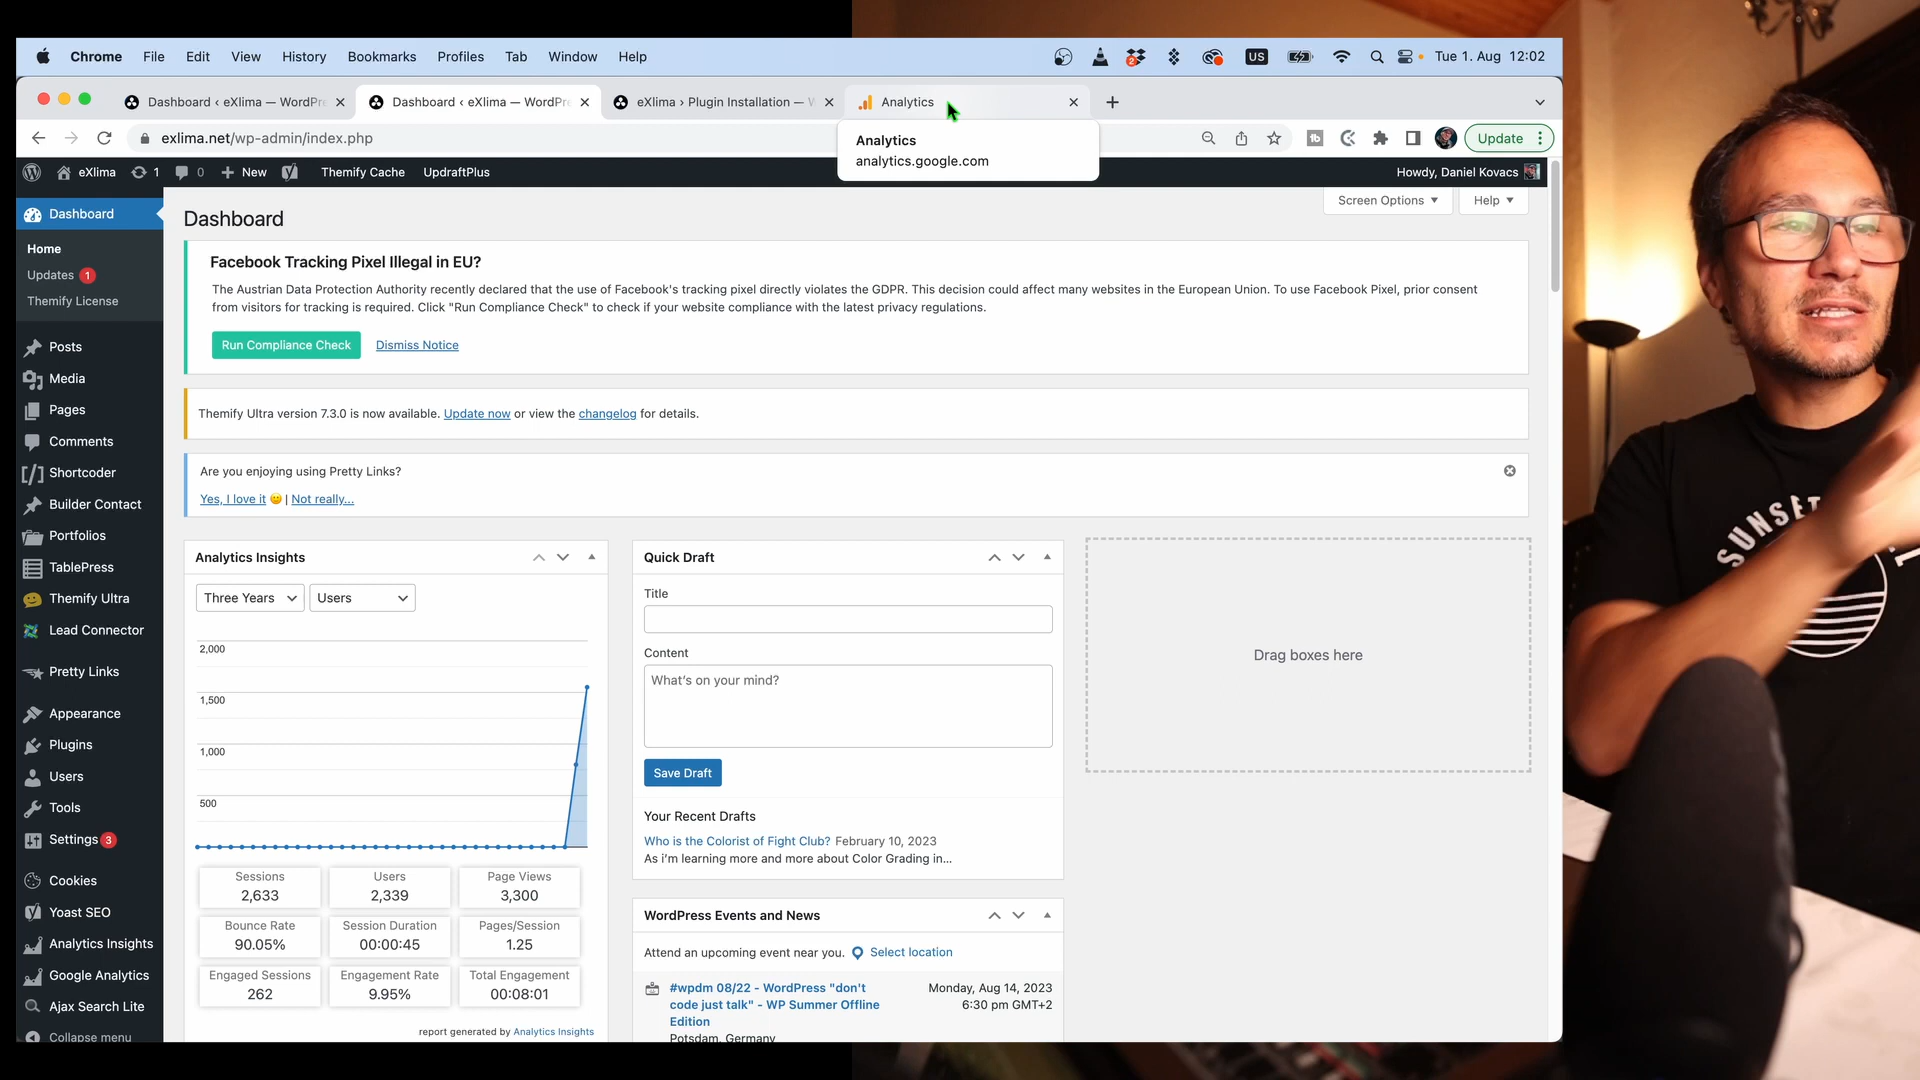 Chrome File Edit View History Bookmarks Profiles Tab Window Help
2 US Tue 1. Aug 12:02
Dashboard ‹ eXlima — WordPr
Dashboard ‹ eXlima — WordPr
eXlima › Plugin Installation — W
Analytics
exlima.net/wp-admin/index.php
Update
Analytics
analytics.google.com
eXlima 1 0 New Themify Cache UpdraftPlus
Howdy, Daniel Kovacs
Dashboard
Home
Updates 1
Themify License
Posts
Media
Pages
Comments
Shortcoder
Builder Contact
Portfolios
TablePress
Themify Ultra
Lead Connector
Pretty Links
Appearance
Plugins
Users
Tools
Settings 3
Cookies
Yoast SEO
Analytics Insights
Google Analytics
Ajax Search Lite
Collapse menu
Screen Options
Help
Dashboard
Facebook Tracking Pixel Illegal in EU?
The Austrian Data Protection Authority recently declared that the use of Facebook's tracking pixel directly violates the GDPR. This decision could affect many websites in the European Union. To use Facebook Pixel, prior consent
from visitors for tracking is required. Click "Run Compliance Check" to check if your website compliance with the latest privacy regulations.
Run Compliance Check
Dismiss Notice
Themify Ultra version 7.3.0 is now available. Update now or view the changelog for details.
Are you enjoying using Pretty Links?
Yes, I love it 😀 | Not really...
Analytics Insights
Three Years
Users
2,000
1,500
1,000
500
Sessions
2,633
Users
2,339
Page Views
3,300
Bounce Rate
90.05%
Session Duration
00:00:45
Pages/Session
1.25
Engaged Sessions
262
Engagement Rate
9.95%
Total Engagement
00:08:01
report generated by Analytics Insights
Quick Draft
Title
Content
What's on your mind?
Save Draft
Your Recent Drafts
Who is the Colorist of Fight Club? February 10, 2023
As i'm learning more and more about Color Grading in...
WordPress Events and News
Attend an upcoming event near you. Select location
#wpdm 08/22 - WordPress "don't
code just talk" - WP Summer Offline
Edition
Potsdam, Germany
Monday, Aug 14, 2023
6:30 pm GMT+2
Drag boxes here
SUNSET